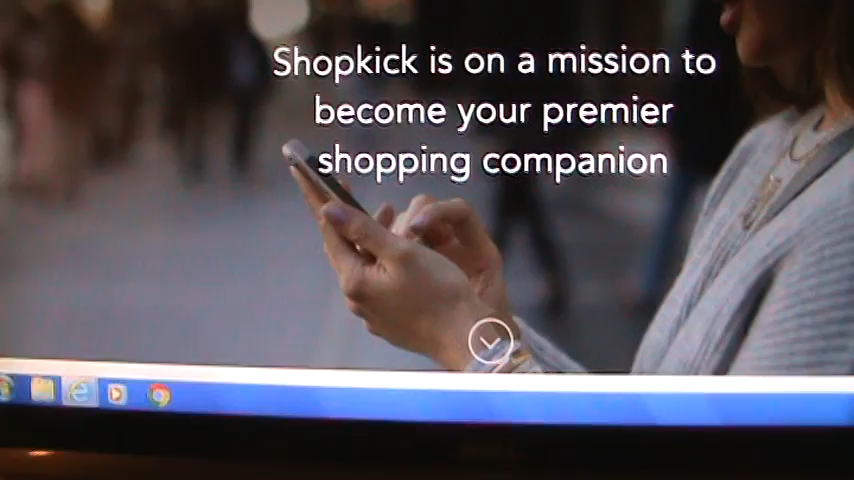 Shopkick is on a mission to
become your premier
shopping companion